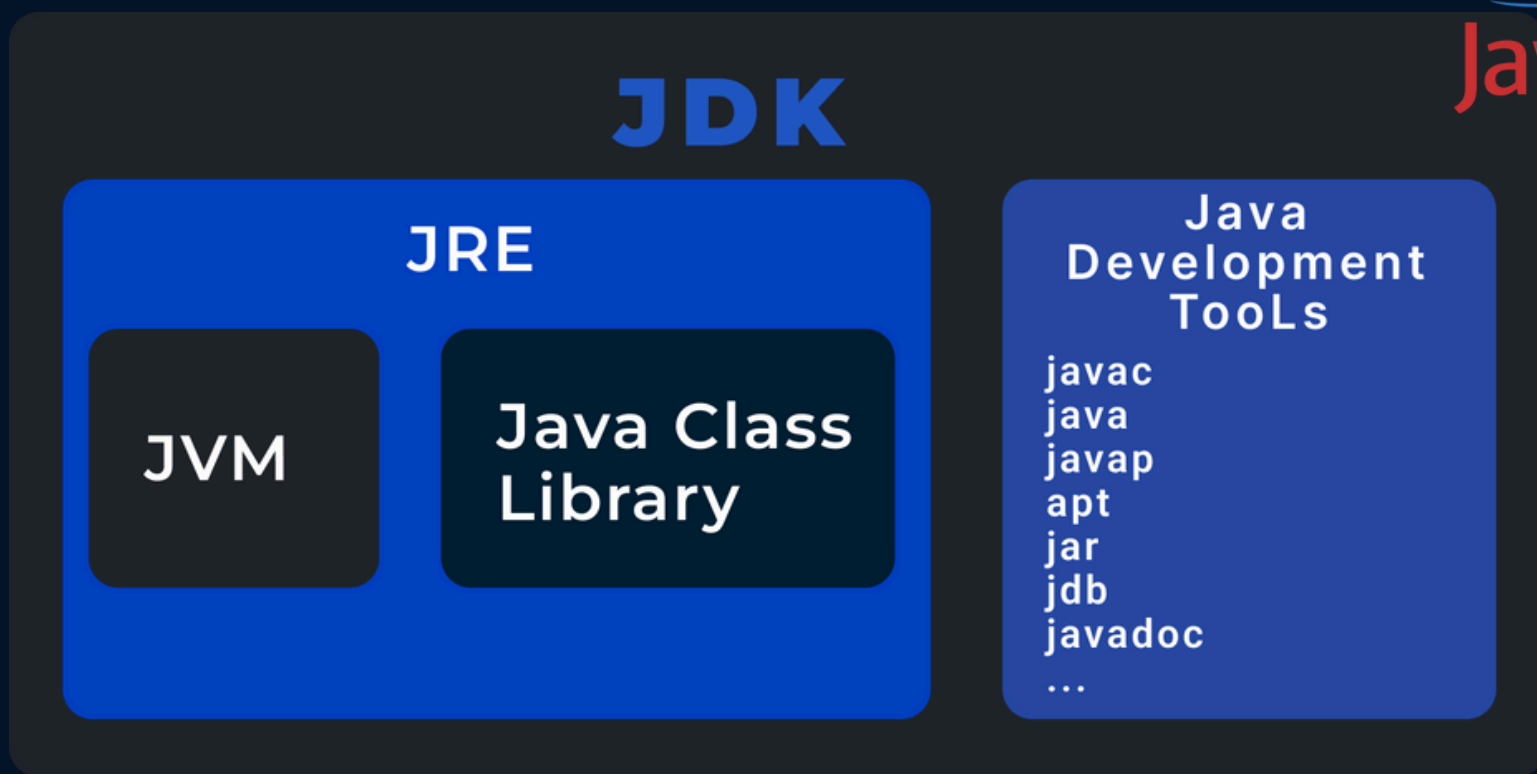 JDK
JRE
JVM
Java Class
Library
Java
Development
TooLs
javac
java
javap
apt
jar
jdb
javadoc
...